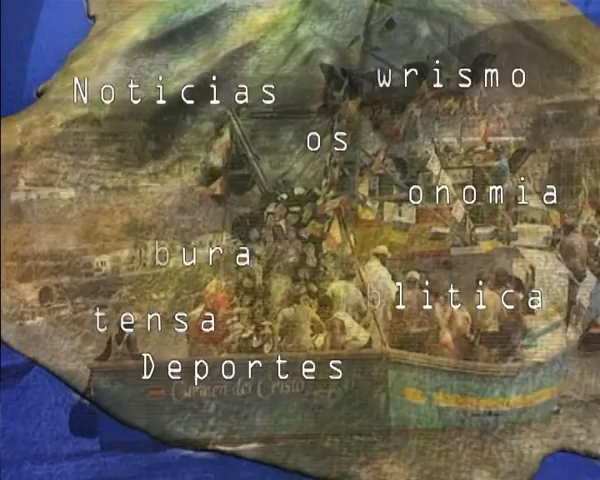 Noticias
wrismo
os
onomia
bura
litica
tensa
Deportes